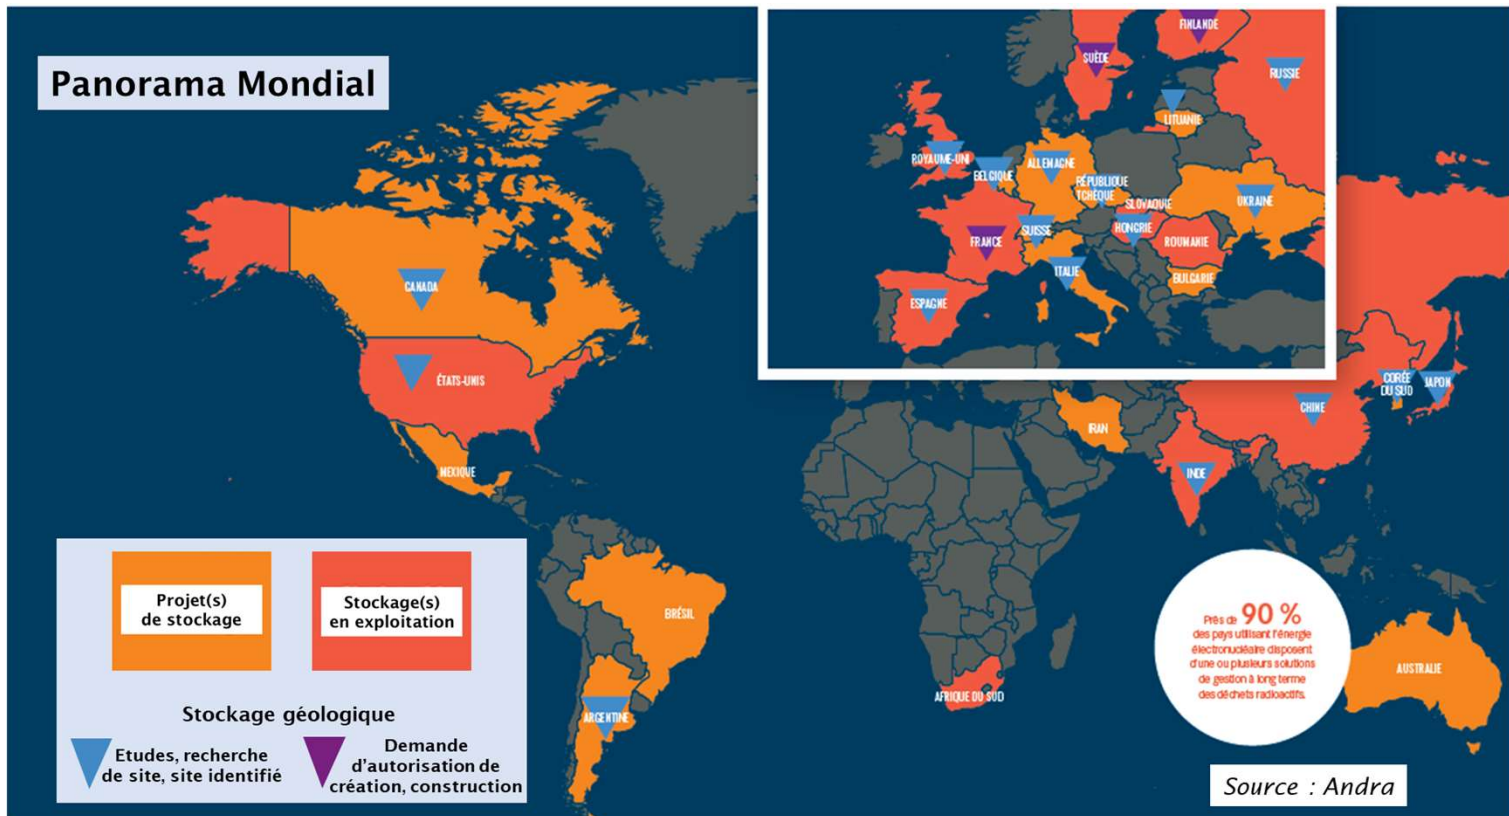 Panorama Mondial
FINLANDE
SUÈDE
RUSSIE
LITUANIE
ROYAUME-UNI
BELGIQUE
ALLEMAGNE
RÉPUBLIQUE
TCHÈQUE
SLOVAQUIE
UKRAINE
SUISSE
HONGRIE
FRANCE
ROUMANIE
ITALIE
BULGARIE
ESPAGNE
CANADA
ÉTATS-UNIS
MEXIQUE
BRÉSIL
ARGENTINE
AFRIQUE DU SUD
IRAN
INDE
CHINE
CORÉE
DU SUD
JAPON
AUSTRALIE
Près de 90 %
des pays utilisant l'énergie
électronucléaire disposent
d'une ou plusieurs solutions
de gestion à long terme
des déchets radioactifs.
Projet(s)
de stockage
Stockage(s)
en exploitation
Stockage géologique
Etudes, recherche
de site, site identifié
Demande
d'autorisation de
création, construction
Source : Andra